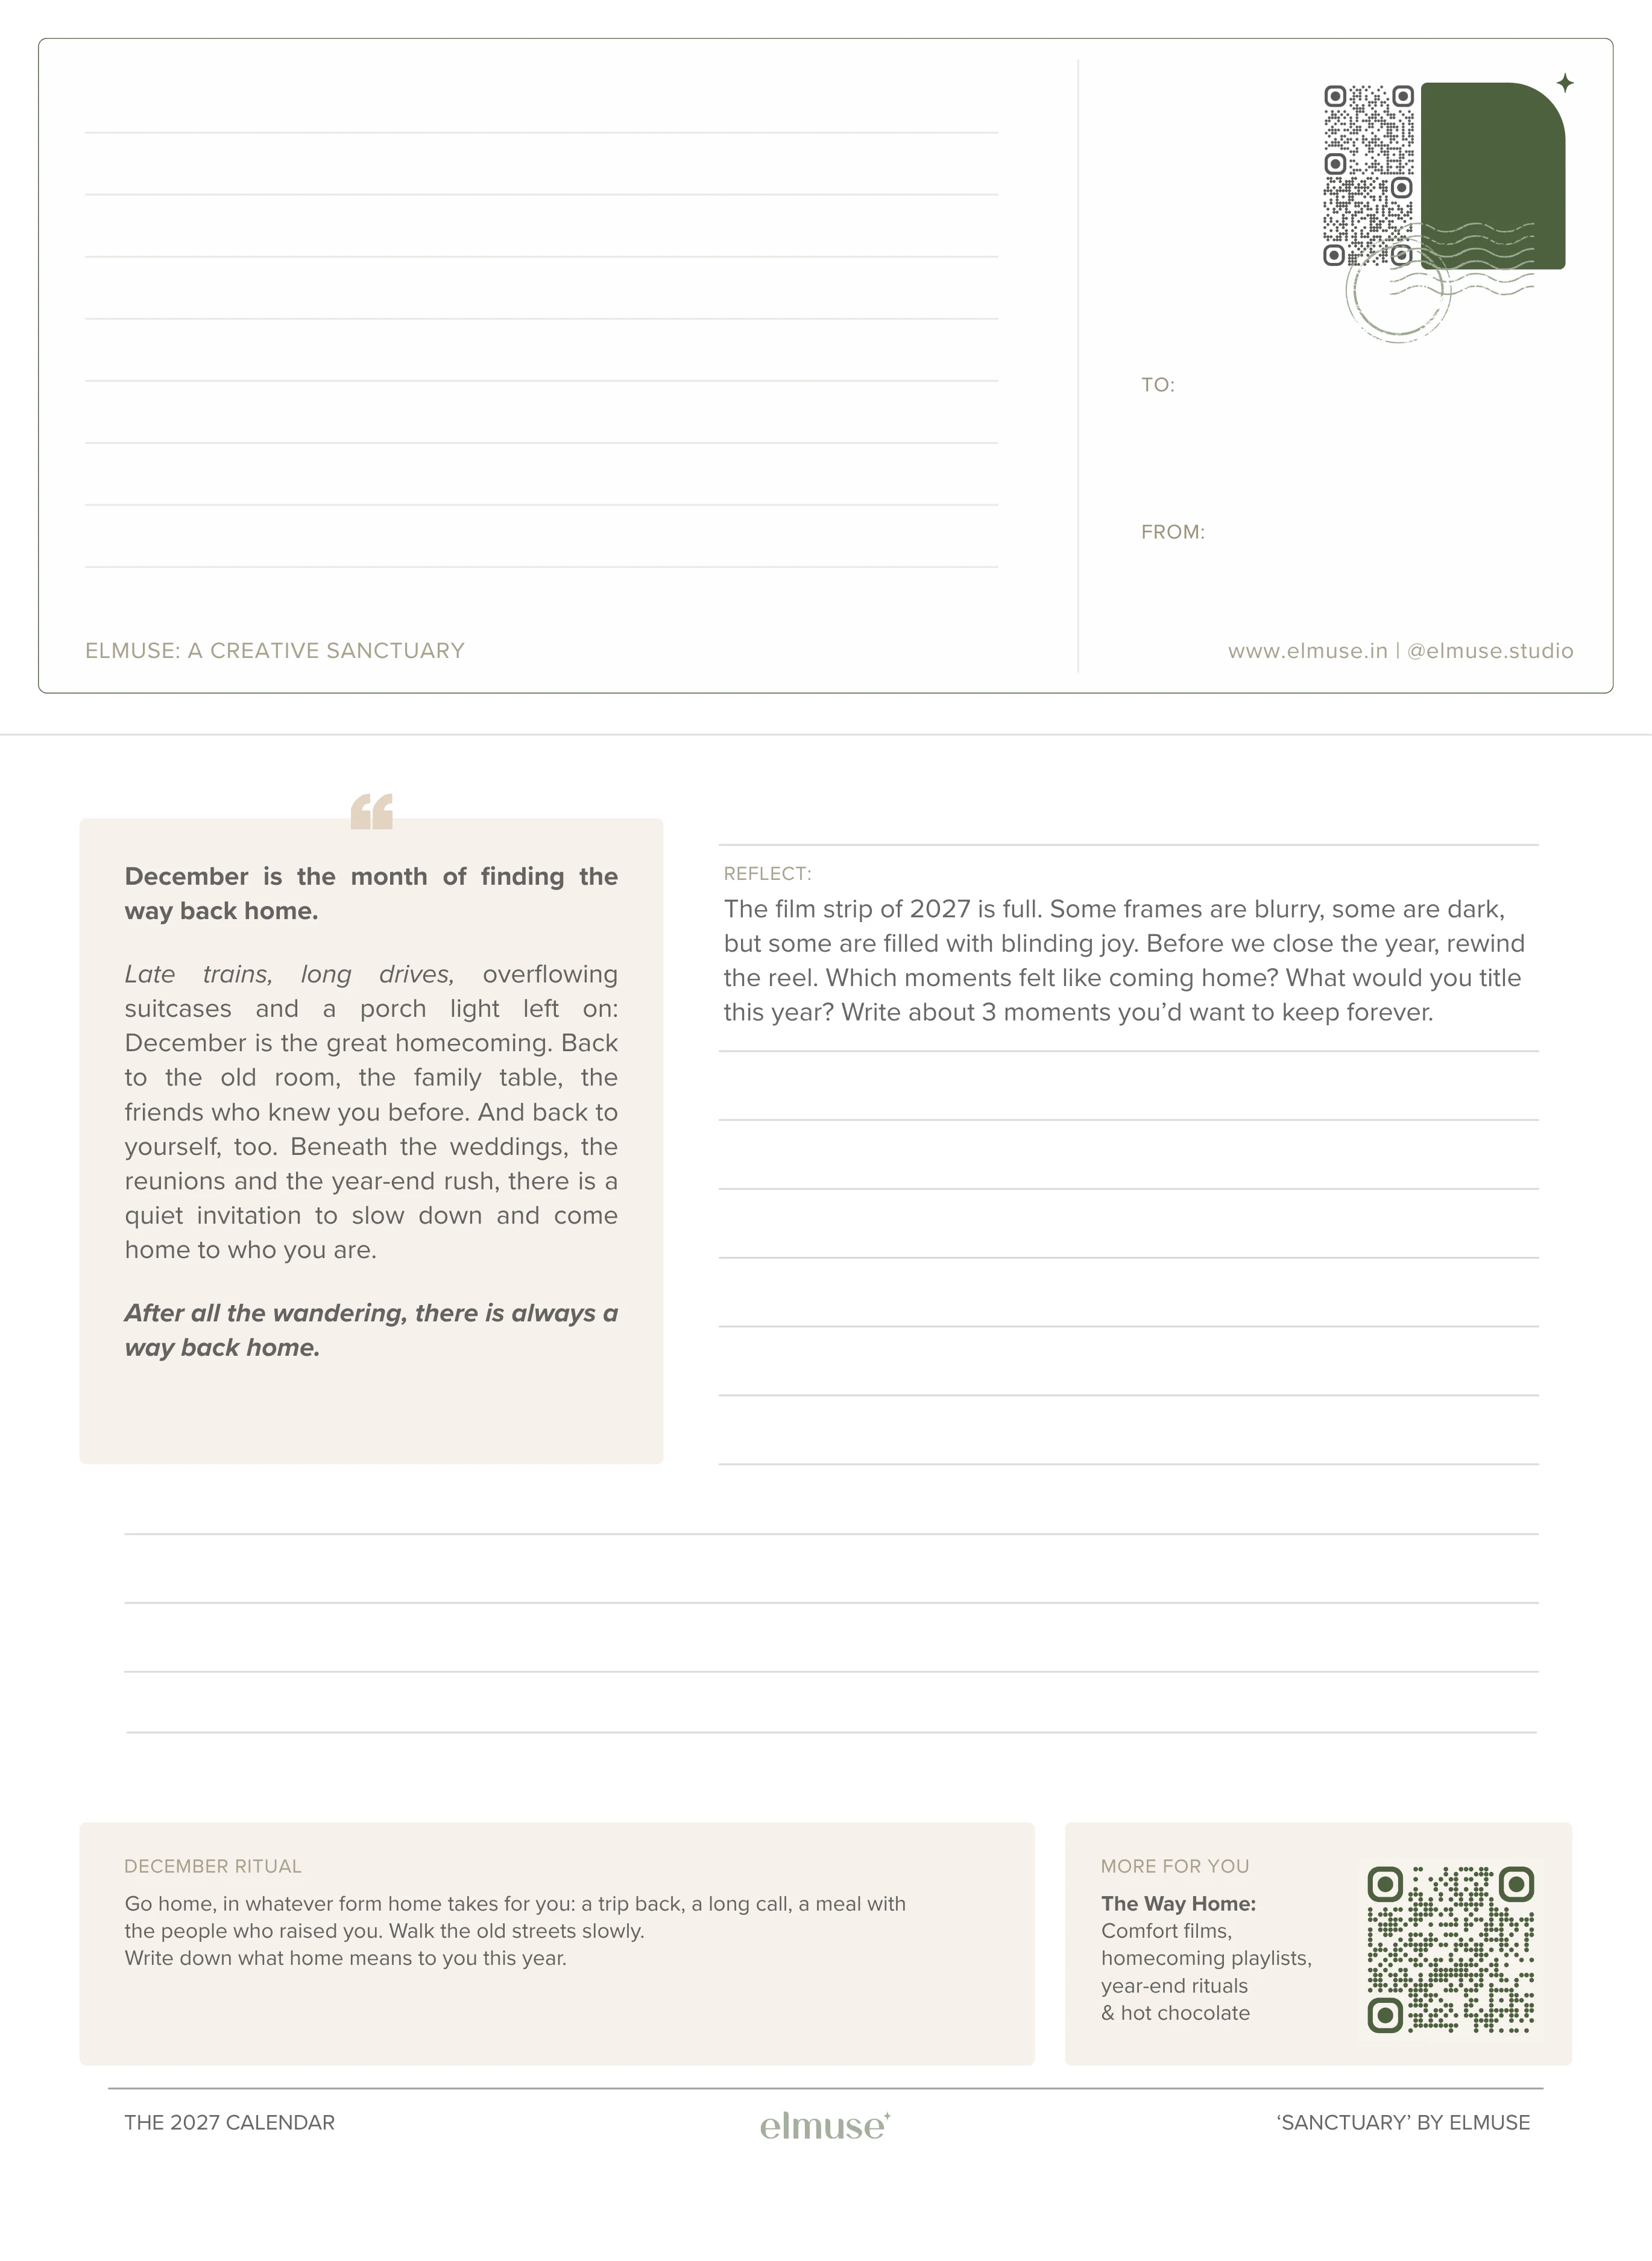 TO:
FROM:
ELMUSE: A CREATIVE SANCTUARY
www.elmuse.in | @elmuse.studio
December is the month of finding the
way back home.
Late trains, long drives, overflowing
suitcases and a porch light left on:
December is the great homecoming. Back
to the old room, the family table, the
friends who knew you before. And back to
yourself, too. Beneath the weddings, the
reunions and the year-end rush, there is a
quiet invitation to slow down and come
home to who you are.
After all the wandering, there is always a
way back home.
REFLECT:
The film strip of 2027 is full. Some frames are blurry, some are dark,
but some are filled with blinding joy. Before we close the year, rewind
the reel. Which moments felt like coming home? What would you title
this year? Write about 3 moments you’d want to keep forever.
DECEMBER RITUAL
Go home, in whatever form home takes for you: a trip back, a long call, a meal with
the people who raised you. Walk the old streets slowly.
Write down what home means to you this year.
MORE FOR YOU
The Way Home:
Comfort films,
homecoming playlists,
year-end rituals
& hot chocolate
THE 2027 CALENDAR
elmuse
‘SANCTUARY’ BY ELMUSE